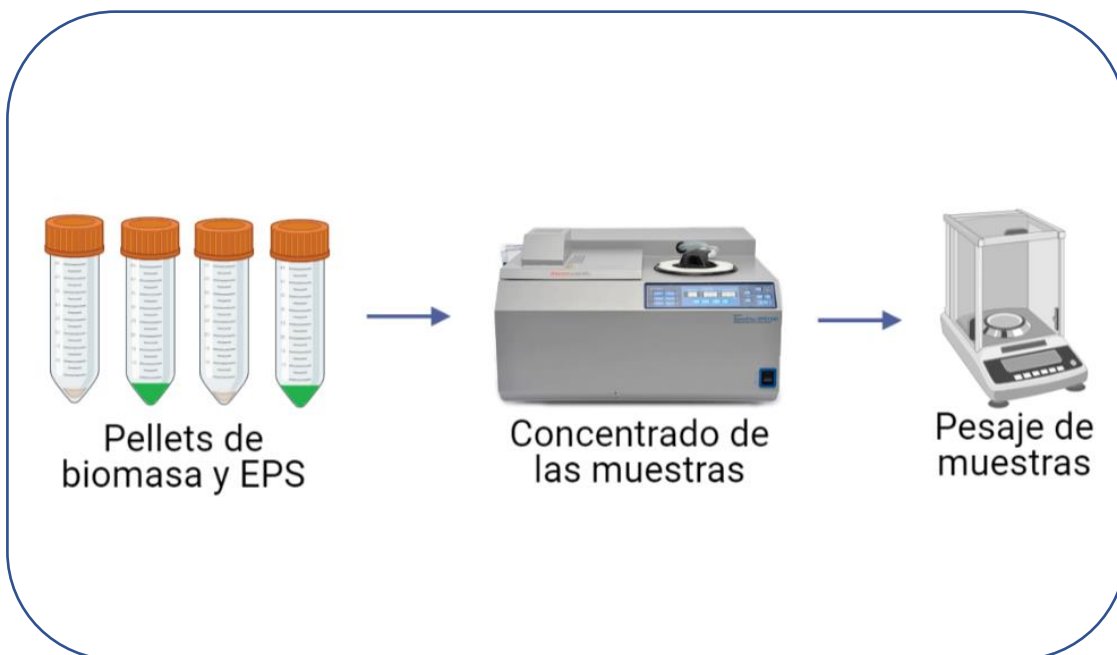 Pellets de
biomasa y EPS
Concentrado de
las muestras
Pesaje de
muestras